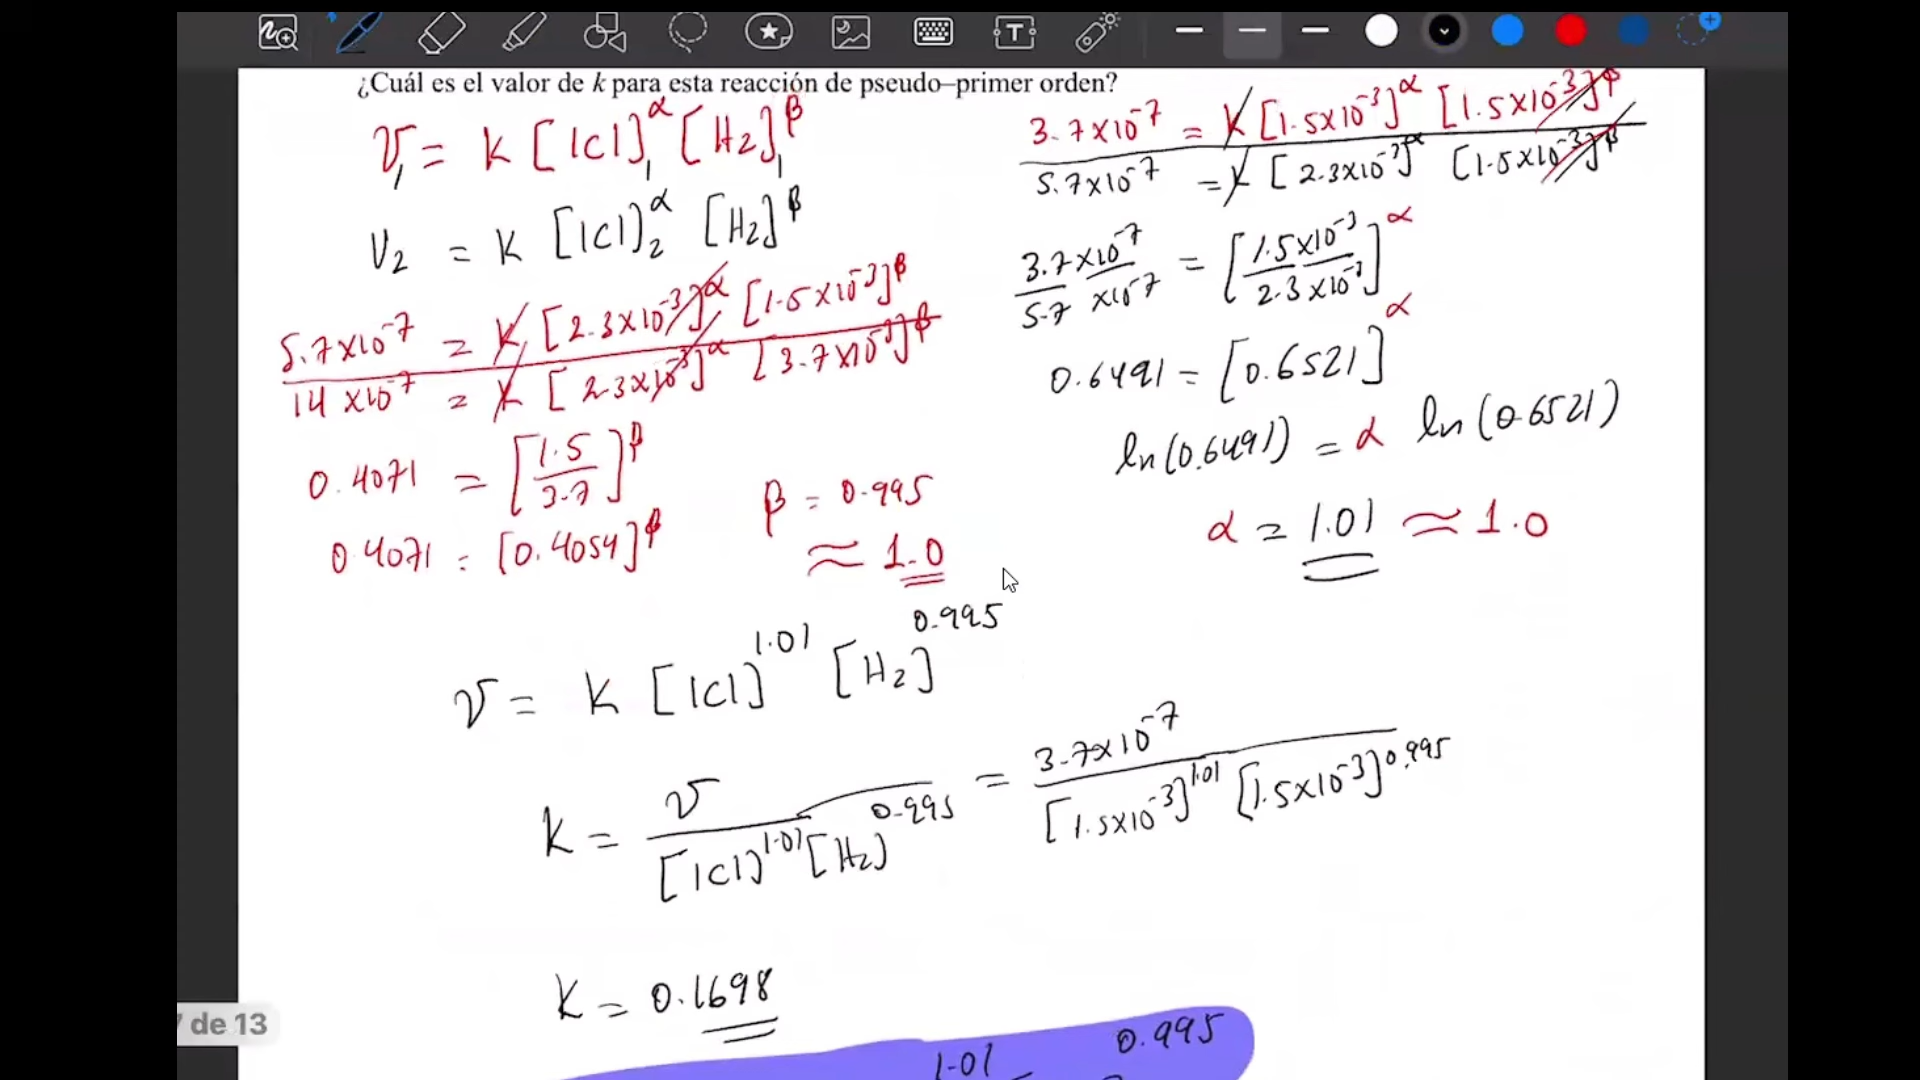 ¿Cuál es el valor de k para esta reacción de pseudo–primer orden?
V₁ = K [ICl]₁^α [H₂]₁^β
V₂ = K [ICl]₂^α [H₂]^β
5.7x10⁻⁷ = K [2.3x10⁻³]^α [1.5x10⁻³]^β
14x10⁻⁷ = K [2.3x10⁻³]^α [3.7x10⁻³]^β
0.4071 = [1.5/3.7]^β
0.4071 = [0.4054]^β
β = 0.995
≈ 1.0
3.7x10⁻⁷ = K [1.5x10⁻³]^α [1.5x10⁻³]^β
5.7x10⁻⁷ = K [2.3x10⁻³]^α [1.5x10⁻³]^β
3.7x10⁻⁷/5.7x10⁻⁷ = [1.5x10⁻³/2.3x10⁻³]^α
0.6491 = [0.6521]^α
ln(0.6491) = α ln(0.6521)
α = 1.01 ≈ 1.0
V = K [ICl]^1.01 [H₂]^0.995
K = V/[ICl]^1.01 [H₂]^0.995 = 3.7x10⁻⁷/[1.5x10⁻³]^1.01 [1.5x10⁻³]^0.995
K = 0.1698
1.01 0.995
de 13